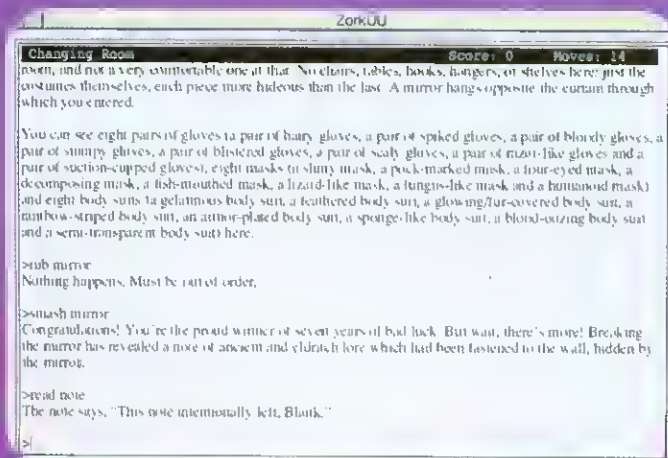 ZorkUU
Changing Room Score: 0 Moves: 14
room, and not a very comfortable one at that. No chairs, tables, hooks, hangers, or shelves here: just the
costumes themselves, each piece more hideous than the last. A mirror hangs opposite the curtain through
which you entered.
You can see eight pairs of gloves (a pair of hairy gloves, a pair of spiked gloves, a pair of bloody gloves, a
pair of stumpy gloves, a pair of blistered gloves, a pair of scaly gloves, a pair of razor-like gloves and a
pair of suction-cupped gloves), eight masks (a slimy mask, a pock-marked mask, a four-eyed mask, a
decomposing mask, a fish-mouthed mask, a lizard-like mask, a fungus-like mask and a humanoid mask)
and eight body suits (a gelatinous body suit, a feathered body suit, a glowing/fur-covered body suit, a
rainbow-striped body suit, an armor-plated body suit, a sponge-like body suit, a blood-oozing body suit
and a semi-transparent body suit) here.
>rub mirror
Nothing happens. Must be out of order.
>smash mirror
Congratulations! You're the proud winner of seven years of bad luck. But wait, there's more! Breaking
the mirror has revealed a note of ancient and eldritch lore which had been fastened to the wall, hidden by
the mirror.
>read note
The note says, "This note intentionally left, Blank."
>